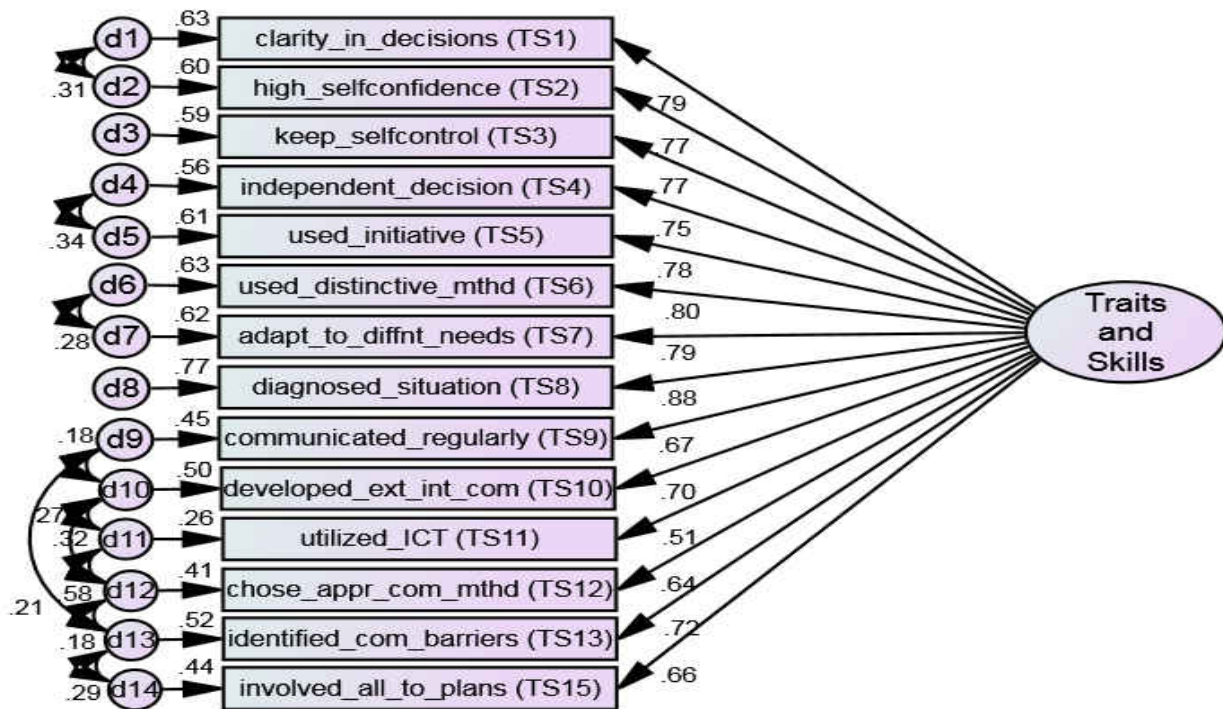 .63
d1 clarity_in_decisions (TS1)
.60
.31 d2 high_selfconfidence (TS2) .79
.59
d3 keep_selfcontrol (TS3) .77
.56
d4 independent_decision (TS4) .77
.61
.34 d5 used_initiative (TS5) .75
.63
d6 used_distinctive_mthd (TS6) .78
.62
.28 d7 adapt_to_diffnt_needs (TS7) .80
.77
d8 diagnosed_situation (TS8) .79
.88
.45
.18 d9 communicated_regularly (TS9) .67
.50
d10 developed_ext_int_com (TS10) .70
.27 .26
.32 d11 utilized_ICT (TS11) .51
.41
.58 d12 chose_appr_com_mthd (TS12) .64
.21 .52
.18 d13 identified_com_barriers (TS13) .72
.44
.29 d14 involved_all_to_plans (TS15) .66
Traits
and
Skills